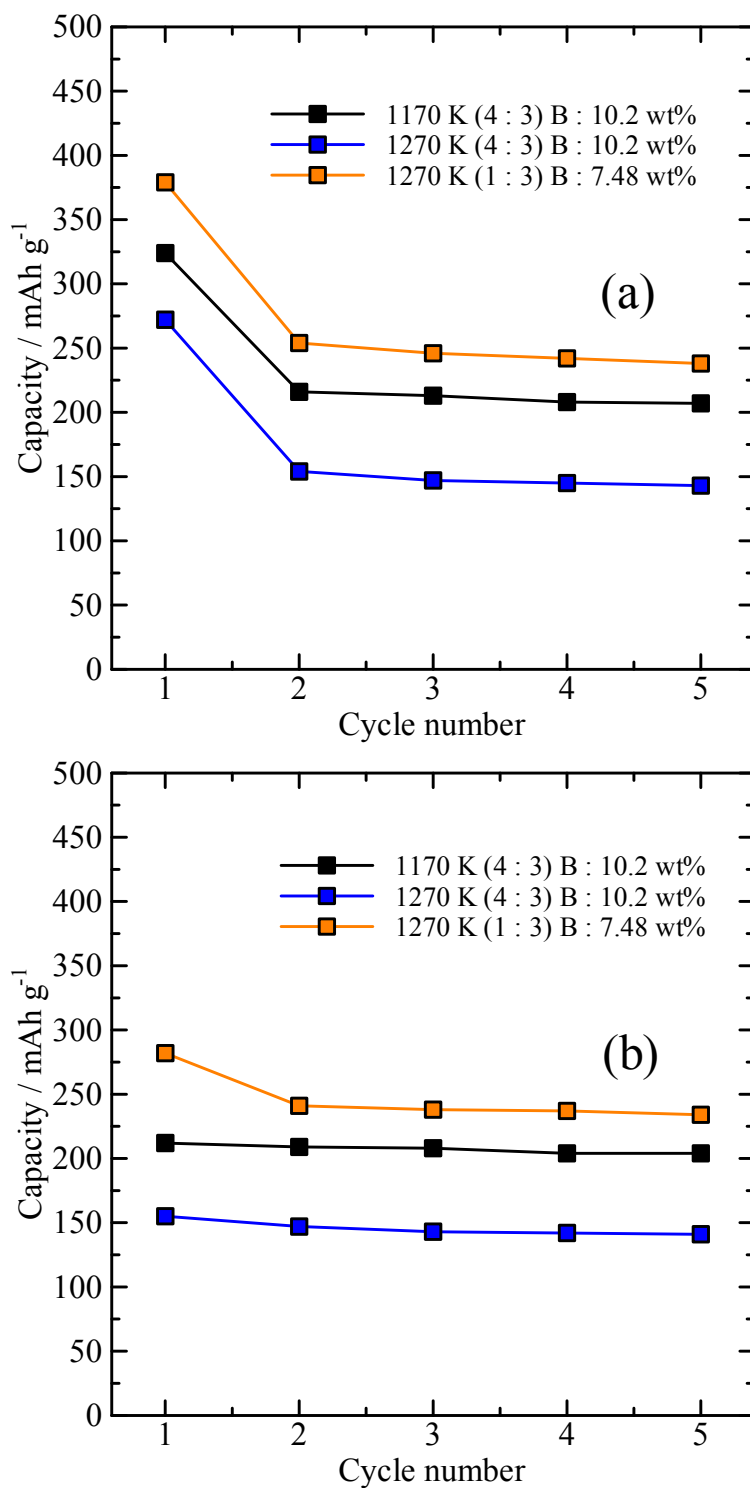 500
450
400
350
300
250
200
150
100
50
0
Capacity / mAh g⁻¹
1170 K (4 : 3) B : 10.2 wt%
1270 K (4 : 3) B : 10.2 wt%
1270 K (1 : 3) B : 7.48 wt%
(a)
1 2 3 4 5
Cycle number
500
450
400
350
300
250
200
150
100
50
0
Capacity / mAh g⁻¹
1170 K (4 : 3) B : 10.2 wt%
1270 K (4 : 3) B : 10.2 wt%
1270 K (1 : 3) B : 7.48 wt%
(b)
1 2 3 4 5
Cycle number